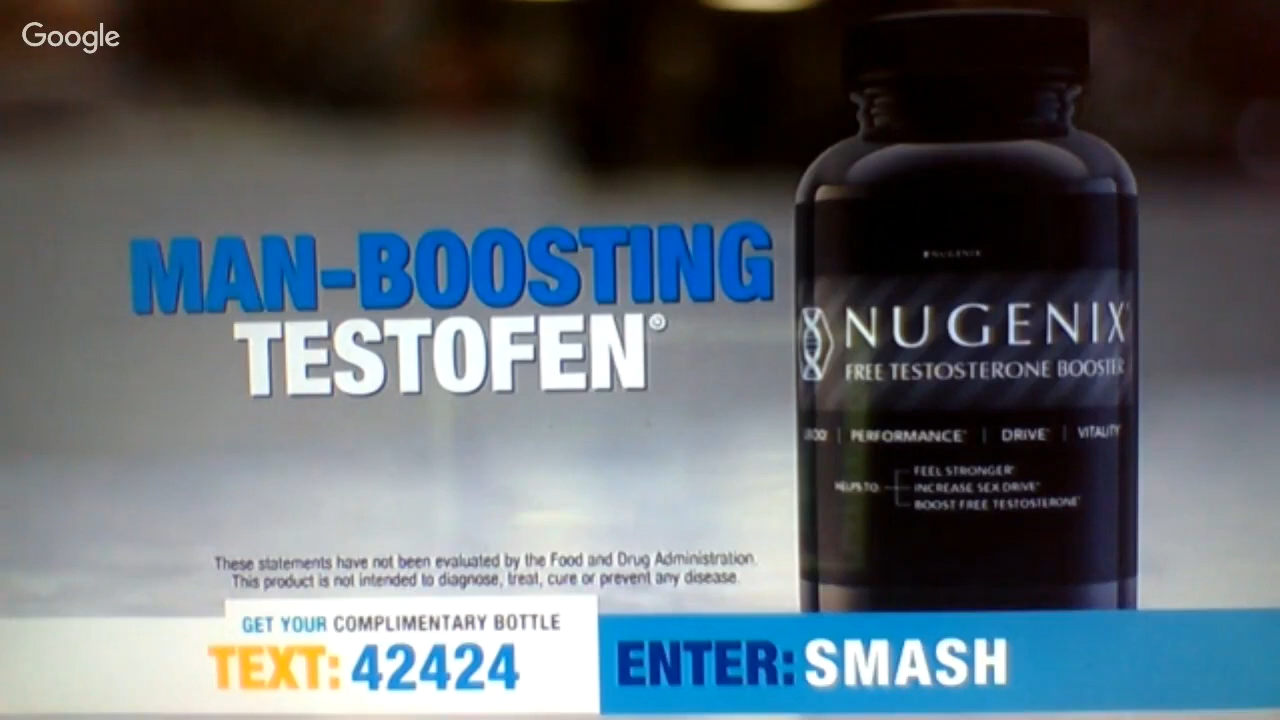 Google
MAN-BOOSTING
TESTOFEN®
NUGENIX
NUGENIX®
FREE TESTOSTERONE BOOSTER
PERFORMANCE* | DRIVE* | VITALITY
HELPS TO
FEEL STRONGER*
INCREASE SEX DRIVE*
BOOST FREE TESTOSTERONE*
These statements have not been evaluated by the Food and Drug Administration.
This product is not intended to diagnose, treat, cure or prevent any disease.
GET YOUR COMPLIMENTARY BOTTLE
TEXT: 42424
ENTER: SMASH